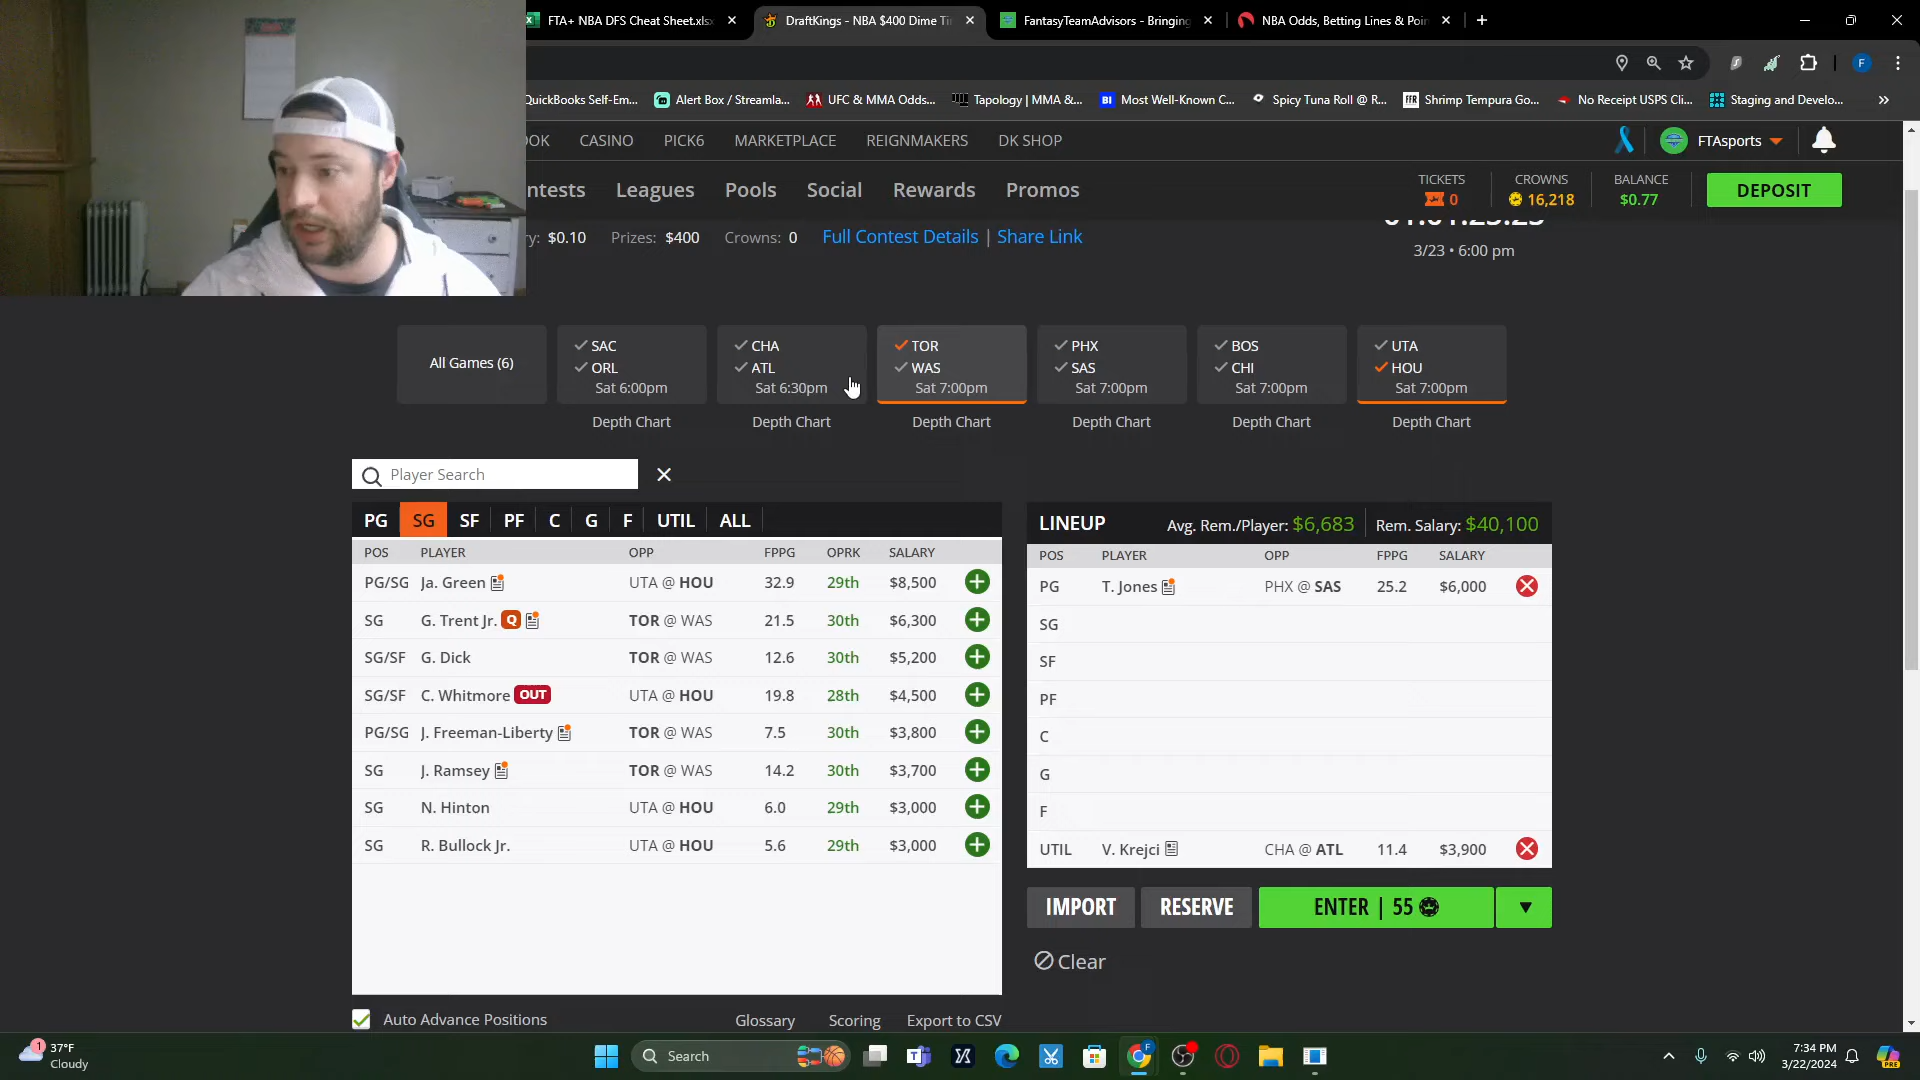 FTA+ NBA DFS Cheat Sheet.xls
DraftKings - NBA $400 Dime Ti
FantasyTeamAdvisors - Bringing
NBA Odds, Betting Lines & Poin
F
QuickBooks Self-Em...
Alert Box / Streamla...
UFC & MMA Odds...
Tapology | MMA &...
BI Most Well-Known C...
Spicy Tuna Roll @ R...
FFR Shrimp Tempura Go...
No Receipt USPS Cli...
Staging and Develo...
OOK CASINO PICK6 MARKETPLACE REIGNMAKERS DK SHOP FTAsports
ntests Leagues Pools Social Rewards Promos
TICKETS CROWNS BALANCE
0 16,218 $0.77 DEPOSIT
ry: $0.10 Prizes: $400 Crowns: 0 Full Contest Details | Share Link
3/23 • 6:00 pm
All Games (6)
SAC
ORL
Sat 6:00pm
Depth Chart
CHA
ATL
Sat 6:30pm
Depth Chart
TOR
WAS
Sat 7:00pm
Depth Chart
PHX
SAS
Sat 7:00pm
Depth Chart
BOS
CHI
Sat 7:00pm
Depth Chart
UTA
HOU
Sat 7:00pm
Depth Chart
Player Search
PG SG SF PF C G F UTIL ALL
POS PLAYER OPP FPPG OPRK SALARY
PG/SG Ja. Green UTA @ HOU 32.9 29th $8,500
SG G. Trent Jr. Q TOR @ WAS 21.5 30th $6,300
SG/SF G. Dick TOR @ WAS 12.6 30th $5,200
SG/SF C. Whitmore OUT UTA @ HOU 19.8 28th $4,500
PG/SG J. Freeman-Liberty TOR @ WAS 7.5 30th $3,800
SG J. Ramsey TOR @ WAS 14.2 30th $3,700
SG N. Hinton UTA @ HOU 6.0 29th $3,000
SG R. Bullock Jr. UTA @ HOU 5.6 29th $3,000
Auto Advance Positions Glossary Scoring Export to CSV
LINEUP Avg. Rem./Player: $6,683 Rem. Salary: $40,100
POS PLAYER OPP FPPG SALARY
PG T. Jones PHX @ SAS 25.2 $6,000
SG
SF
PF
C
G
F
UTIL V. Krejci CHA @ ATL 11.4 $3,900
IMPORT RESERVE ENTER | 55
Clear
1 37°F
Cloudy
Search
7:34 PM
3/22/2024
PRE